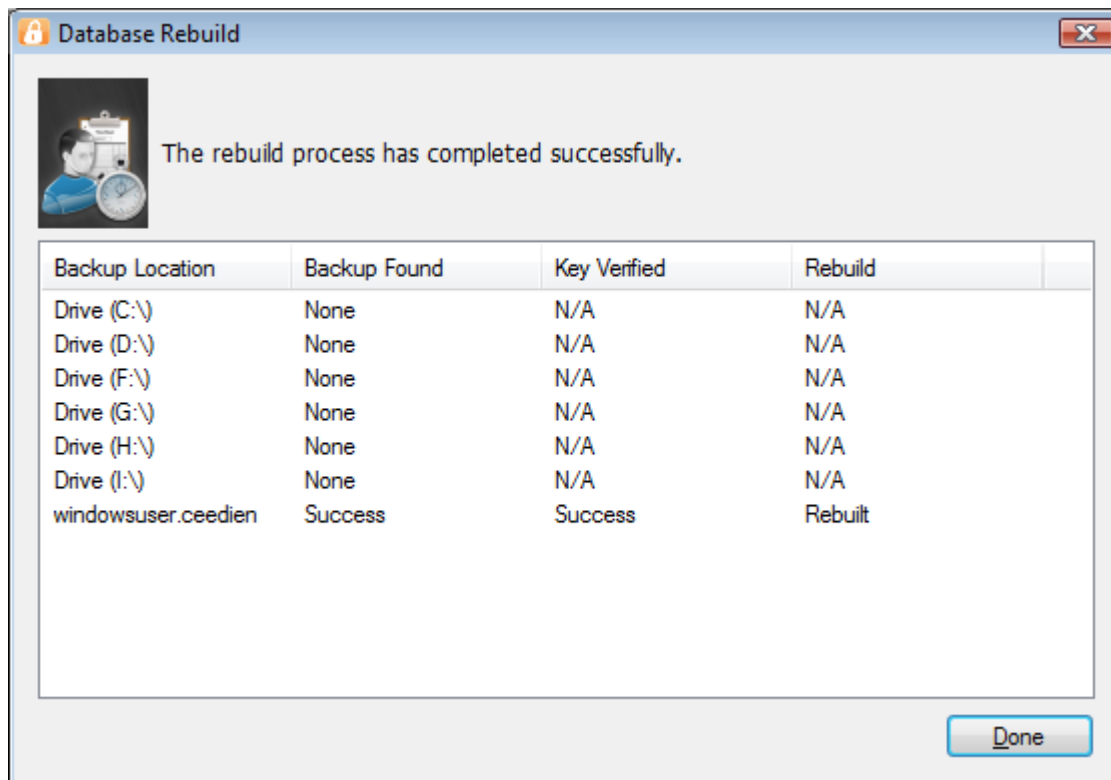 Database Rebuild
The rebuild process has completed successfully.
Backup Location Backup Found Key Verified Rebuild
Drive (C:\) None N/A N/A
Drive (D:\) None N/A N/A
Drive (F:\) None N/A N/A
Drive (G:\) None N/A N/A
Drive (H:\) None N/A N/A
Drive (I:\) None N/A N/A
windowsuser.ceedien Success Success Rebuilt
Done